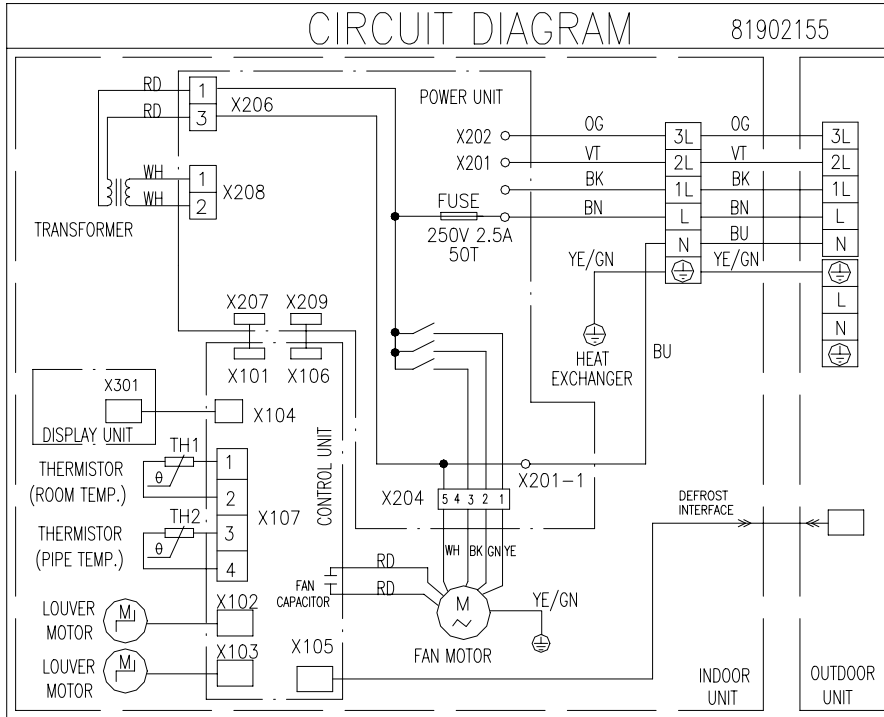 CIRCUIT DIAGRAM
81902155
RD
1
RD
3
X206
POWER UNIT
X202
OG
3L
OG
3L
X201
VT
2L
VT
2L
WH
1
BK
1L
BK
1L
WH
2
X208
FUSE
BN
L
BN
L
TRANSFORMER
250V 2.5A
50T
N
BU
N
YE/GN
YE/GN
L
N
X207
X209
X101
X106
HEAT
EXCHANGER
BU
X301
X104
DISPLAY UNIT
CONTROL UNIT
THERMISTOR
(ROOM TEMP.)
TH1
θ
1
2
X107
THERMISTOR
(PIPE TEMP.)
TH2
θ
3
4
X204
5 4 3 2 1
X201-1
DEFROST
INTERFACE
WH
BK
GN
YE
RD
RD
FAN
CAPACITOR
M
YE/GN
FAN MOTOR
LOUVER
MOTOR
M
X102
LOUVER
MOTOR
M
X103
X105
INDOOR
UNIT
OUTDOOR
UNIT